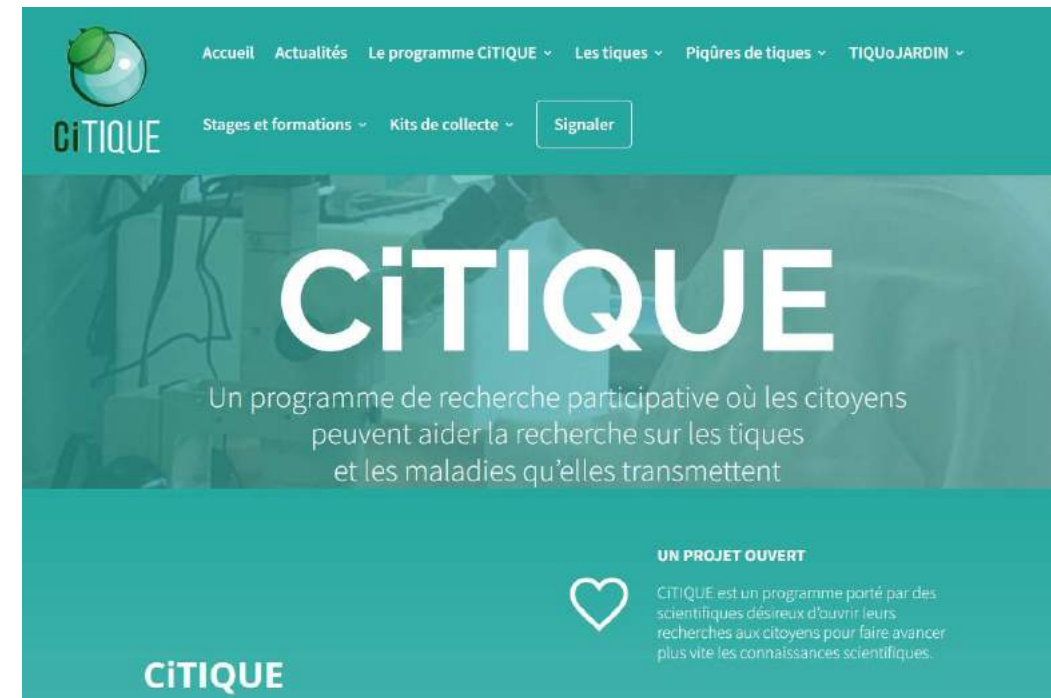 Accueil Actualités Le programme CiTIQUE Les tiques Piqûres de tiques TIQUoJARDIN
CiTIQUE
Stages et formations Kits de collecte Signaler
CiTIQUE
Un programme de recherche participative où les citoyens
peuvent aider la recherche sur les tiques
et les maladies qu'elles transmettent
UN PROJET OUVERT
CiTIQUE est un programme porté par des
scientifiques désireux d'ouvrir leurs
recherches aux citoyens pour faire avancer
plus vite les connaissances scientifiques.
CiTIQUE